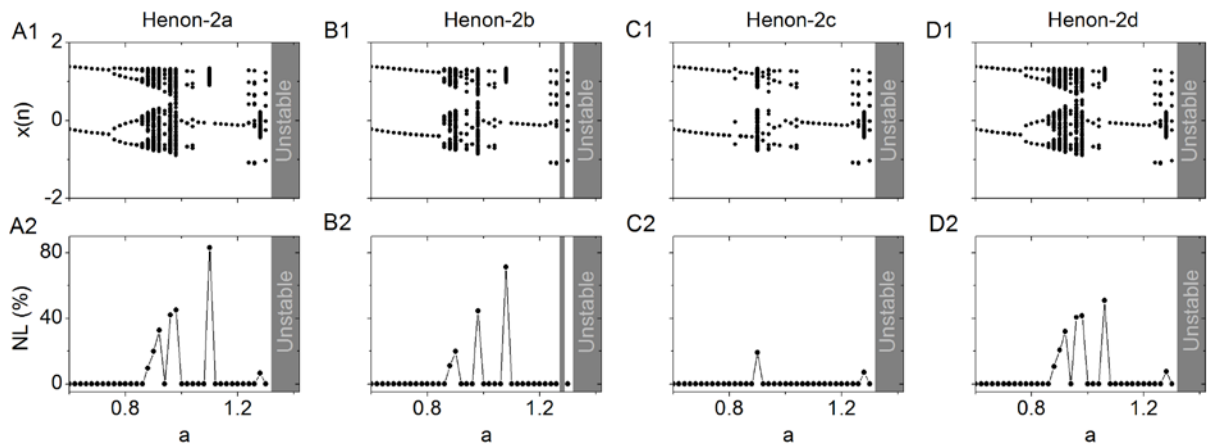 Henon-2a Henon-2b Henon-2c Henon-2d
A1 B1 C1 D1
2
0
-2
x(n)
Unstable Unstable Unstable Unstable
A2 B2 C2 D2
80
40
0
NL (%)
Unstable Unstable Unstable Unstable
0.8 1.2 0.8 1.2 0.8 1.2 0.8 1.2
a a a a